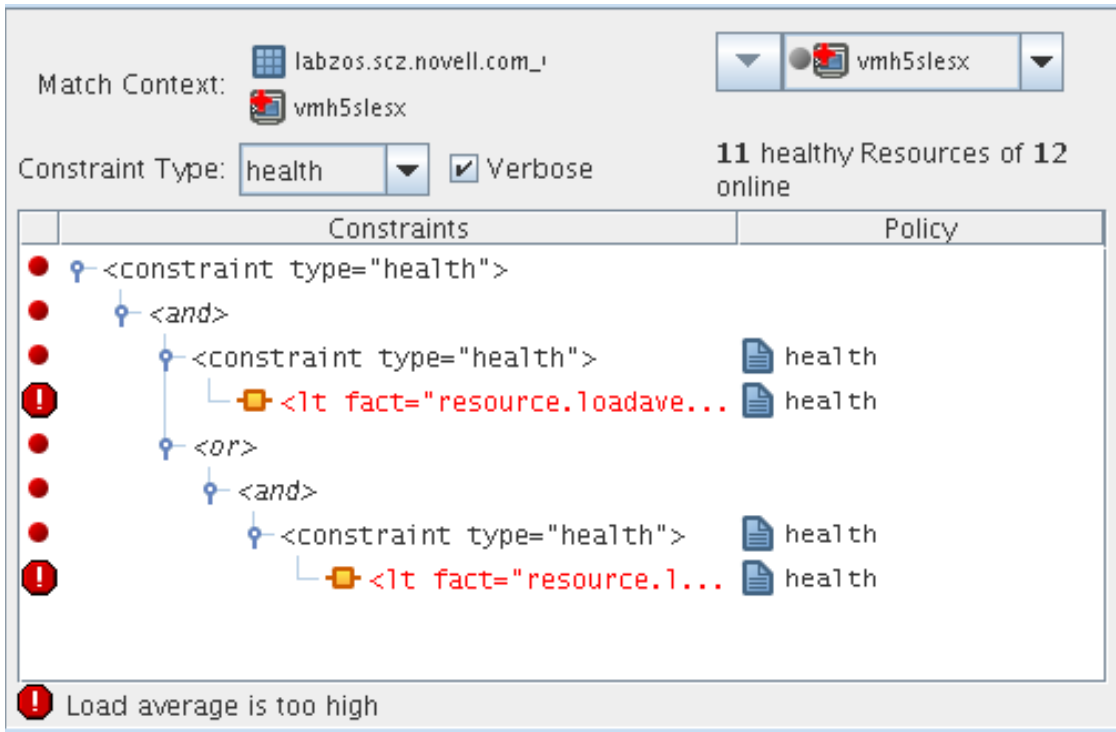 Match Context:
labzos.scz.novell.com_
vmh5slesx
vmh5slesx
Constraint Type:
health
Verbose
11 healthy Resources of 12
online
Constraints
Policy
<constraint type="health">
<and>
<constraint type="health"> health
<lt fact="resource.loadave... health
<or>
<and>
<constraint type="health"> health
<lt fact="resource.l... health
Load average is too high